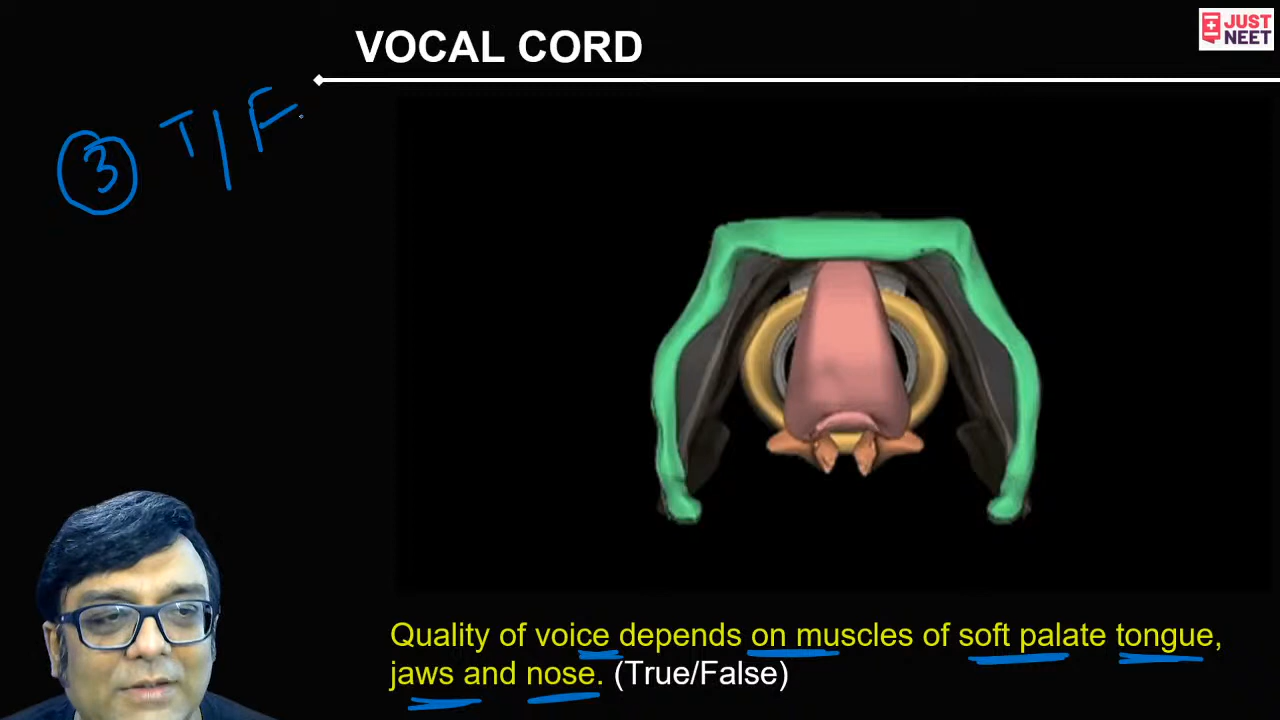 VOCAL CORD
JUST
NEET
3 T/F
Quality of voice depends on muscles of soft palate tongue,
jaws and nose. (True/False)